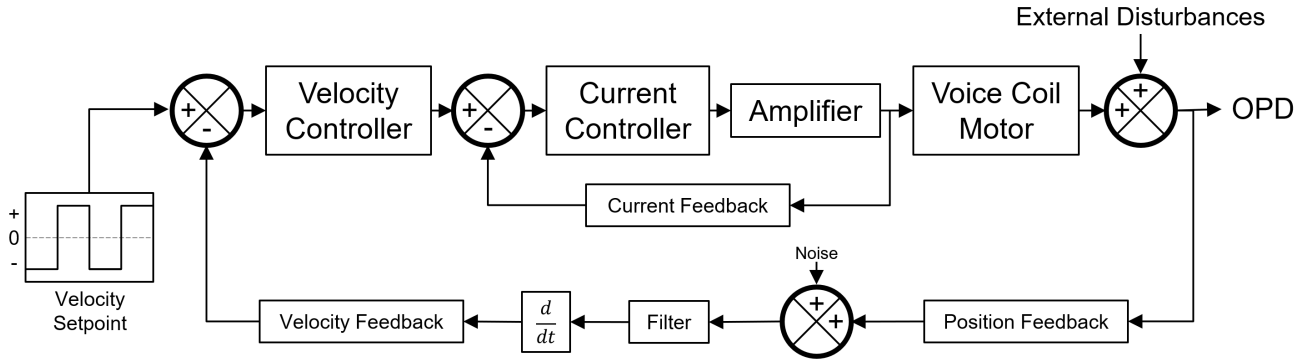 External Disturbances
+
-
Velocity
Controller
+
-
Current
Controller
Amplifier
Voice Coil
Motor
+
+
OPD
Current Feedback
+
0
-
Velocity
Setpoint
Noise
+
+
Velocity Feedback
d
dt
Filter
Position Feedback